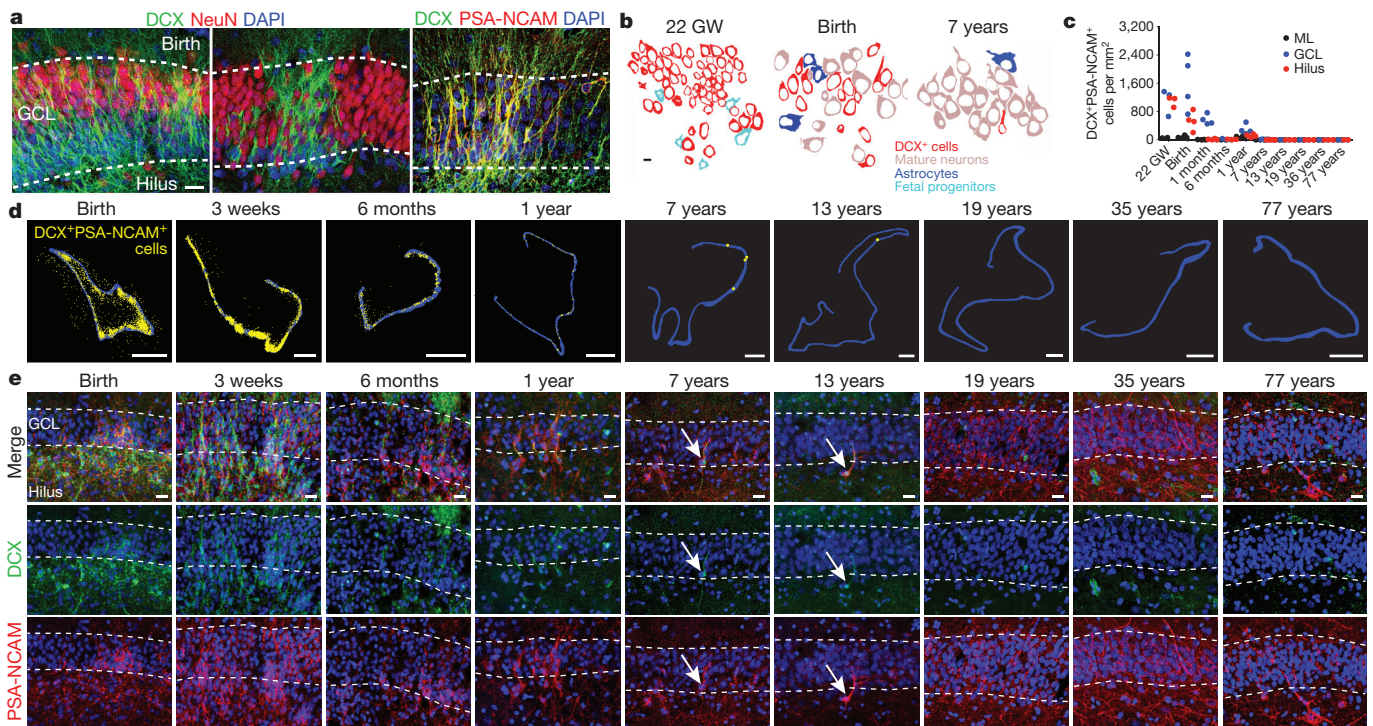 a
DCX NeuN DAPI
DCX PSA-NCAM DAPI
Birth
GCL
Hilus
b
22 GW
Birth
7 years
DCX⁺ cells
Mature neurons
Astrocytes
Fetal progenitors
c
DCX⁺PSA-NCAM⁺
cells per mm²
3,200
2,400
1,600
800
0
ML
GCL
Hilus
22 GW
Birth
1 month
6 months
1 year
7 years
13 years
19 years
36 years
77 years
d
Birth
3 weeks
6 months
1 year
7 years
13 years
19 years
35 years
77 years
DCX⁺PSA-NCAM⁺
cells
e
Birth
3 weeks
6 months
1 year
7 years
13 years
19 years
35 years
77 years
Merge
GCL
Hilus
DCX
PSA-NCAM